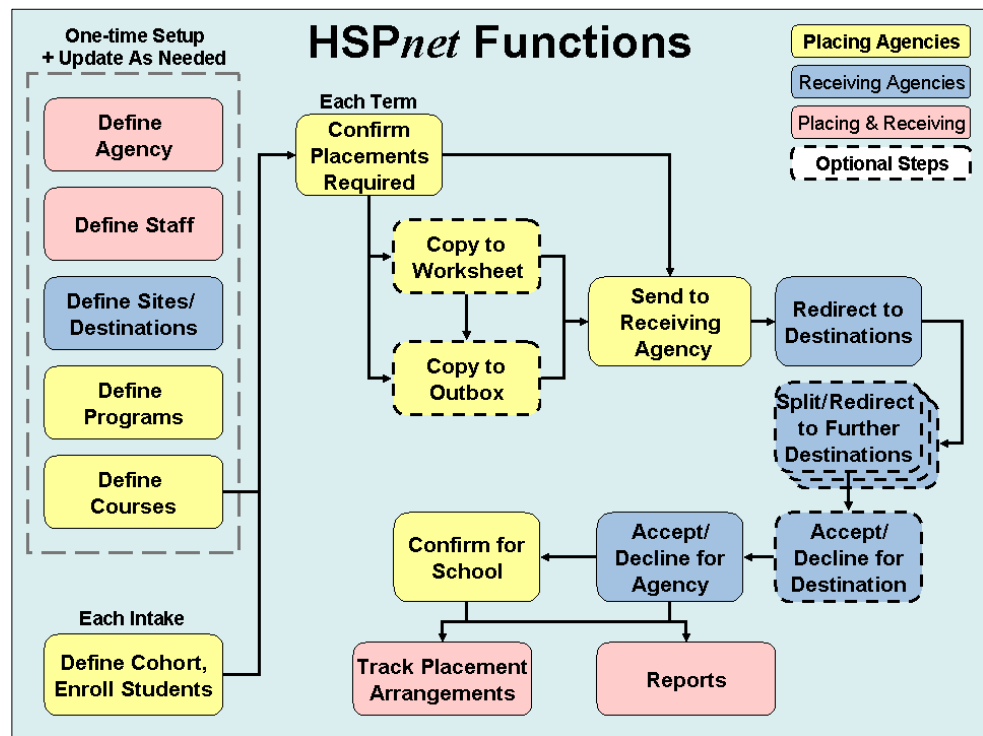 One-time Setup
+ Update As Needed
HSPnet Functions
Placing Agencies
Receiving Agencies
Placing & Receiving
Optional Steps
Define
Agency
Define Staff
Define Sites/
Destinations
Define
Programs
Define
Courses
Each Intake
Define Cohort,
Enroll Students
Each Term
Confirm
Placements
Required
Copy to
Worksheet
Copy to
Outbox
Send to
Receiving
Agency
Redirect to
Destinations
Split/Redirect
to Further
Destinations
Accept/
Decline for
Destination
Accept/
Decline for
Agency
Confirm for
School
Track Placement
Arrangements
Reports